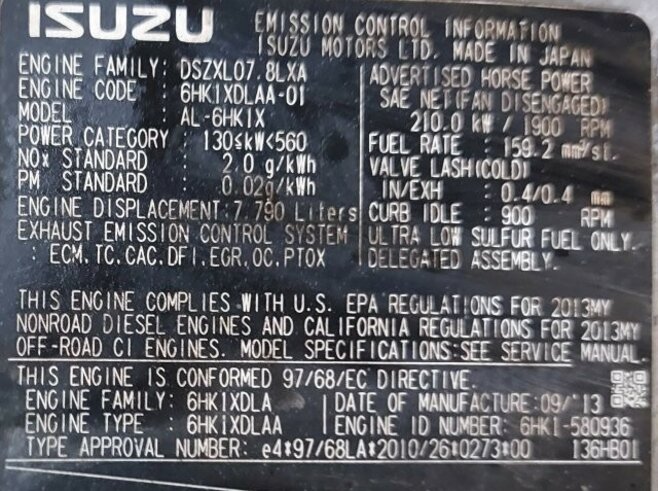 ISUZU EMISSION CONTROL INFORMATION
ISUZU MOTORS LTD. MADE IN JAPAN
ENGINE FAMILY: DSZXL07.8LXA
ENGINE CODE : 6HK1XDLAA-01
MODEL : AL-6HK1X
POWER CATEGORY : 130≤kW<560
NOx STANDARD : 2.0 g/kWh
PM STANDARD : 0.02g/kWh
ENGINE DISPLACEMENT:7.790 Liters
EXHAUST EMISSION CONTROL SYSTEM
: ECM.TC.CAC.DFI.EGR.OC.PTOX
ADVERTISED HORSE POWER
SAE NET(FAN DISENGAGED)
210.0 kW / 1900 RPM
FUEL RATE : 159.2 mm³/st.
VALVE LASH(COLD)
IN/EXH : 0.4/0.4 mm
CURB IDLE : 900 RPM
ULTRA LOW SULFUR FUEL ONLY.
DELEGATED ASSEMBLY.
THIS ENGINE COMPLIES WITH U.S. EPA REGULATIONS FOR 2013MY
NONROAD DIESEL ENGINES AND CALIFORNIA REGULATIONS FOR 2013MY
OFF-ROAD CI ENGINES. MODEL SPECIFICATIONS:SEE SERVICE MANUAL.
THIS ENGINE IS CONFORMED 97/68/EC DIRECTIVE.
ENGINE FAMILY: 6HK1XDLA DATE OF MANUFACTURE:09/'13
ENGINE TYPE : 6HK1XDLAA ENGINE ID NUMBER: 6HK1-580936
TYPE APPROVAL NUMBER: e4*97/68LA*2010/26*0273*00 136HB01